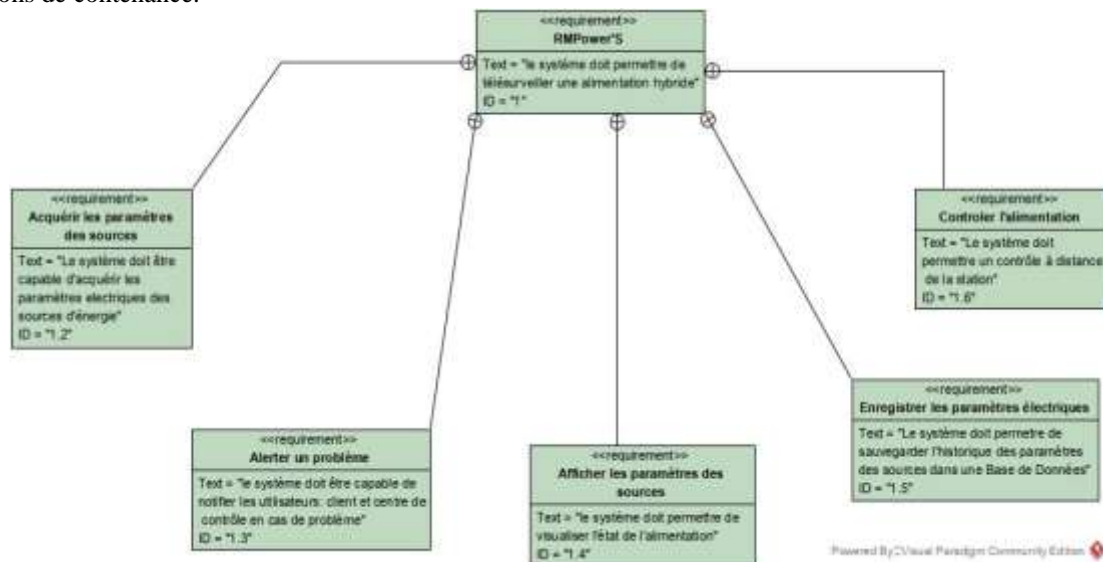 ons de contenance.
<<requirement>>
RMPower'S
Text = "le système doit permettre de
télésurveiller une alimentation hybride"
ID = "1"
<<requirement>>
Acquérir les paramètres
des sources
Text = "Le système doit être
capable d'acquérir les
paramètres electriques des
sources d'énergie"
ID = "1.2"
<<requirement>>
Controler l'alimentation
Text = "Le système doit
permettre un contrôle à distance
de la station"
ID = "1.6"
<<requirement>>
Alerter un problème
Text = "le système doit être capable de
notifier les utilisateurs: client et centre de
contrôle en cas de problème"
ID = "1.3"
<<requirement>>
Afficher les paramètres des
sources
Text = "le système doit permettre de
visualiser l'état de l'alimentation"
ID = "1.4"
<<requirement>>
Enregistrer les paramètres électriques
Text = "Le système doit permetre de
sauvegarder l'historique des paramètres
des sources dans une Base de Données"
ID = "1.5"
Powered By Visual Paradigm Community Edition